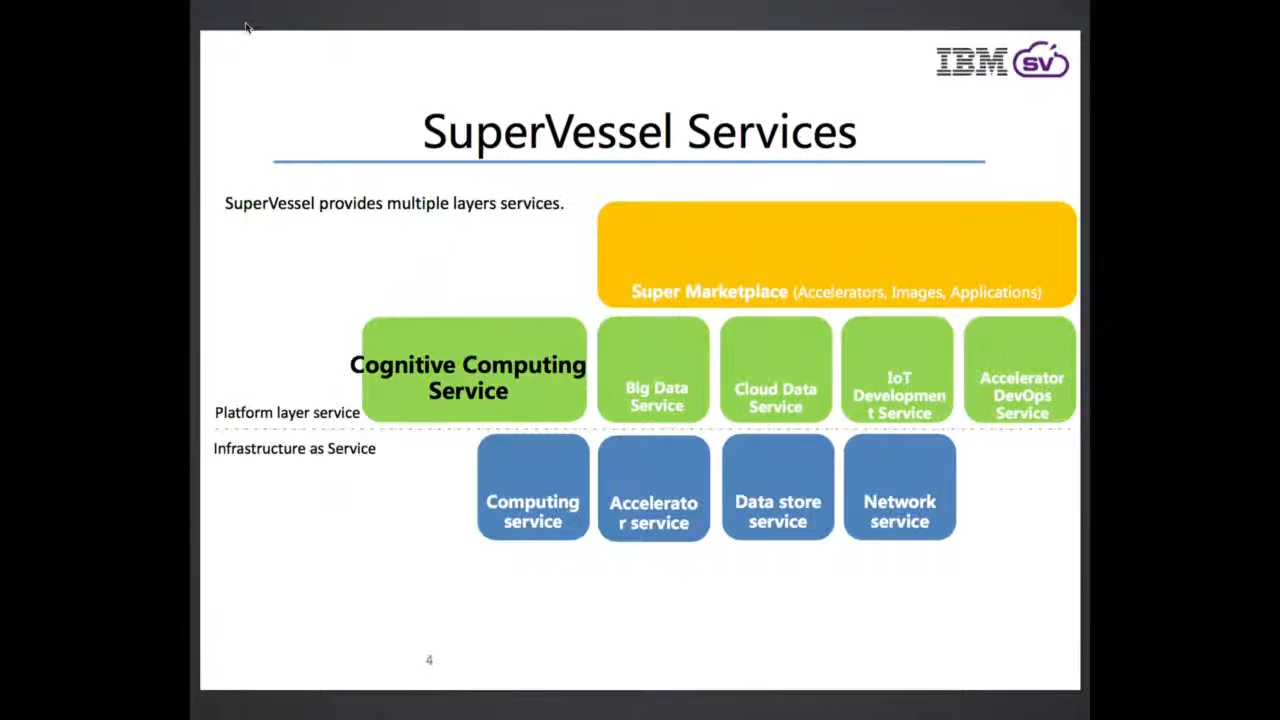 IBM SV
SuperVessel Services
SuperVessel provides multiple layers services.
Super Marketplace (Accelerators, Images, Applications)
Cognitive Computing
Service
Big Data
Service
Cloud Data
Service
IoT
Developmen
t Service
Accelerator
DevOps
Service
Platform layer service
Infrastructure as Service
Computing
service
Accelerato
r service
Data store
service
Network
service
4